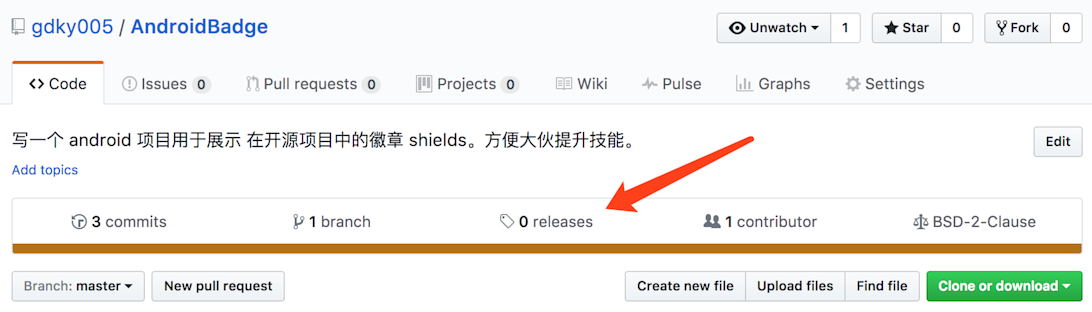 gdky005 / AndroidBadge Unwatch 1 Star 0 Fork 0
Code Issues 0 Pull requests 0 Projects 0 Wiki Pulse Graphs Settings
写一个 android 项目用于展示 在开源项目中的徽章 shields。方便大伙提升技能。 Edit
Add topics
3 commits 1 branch 0 releases 1 contributor BSD-2-Clause
Branch: master New pull request Create new file Upload files Find file Clone or download